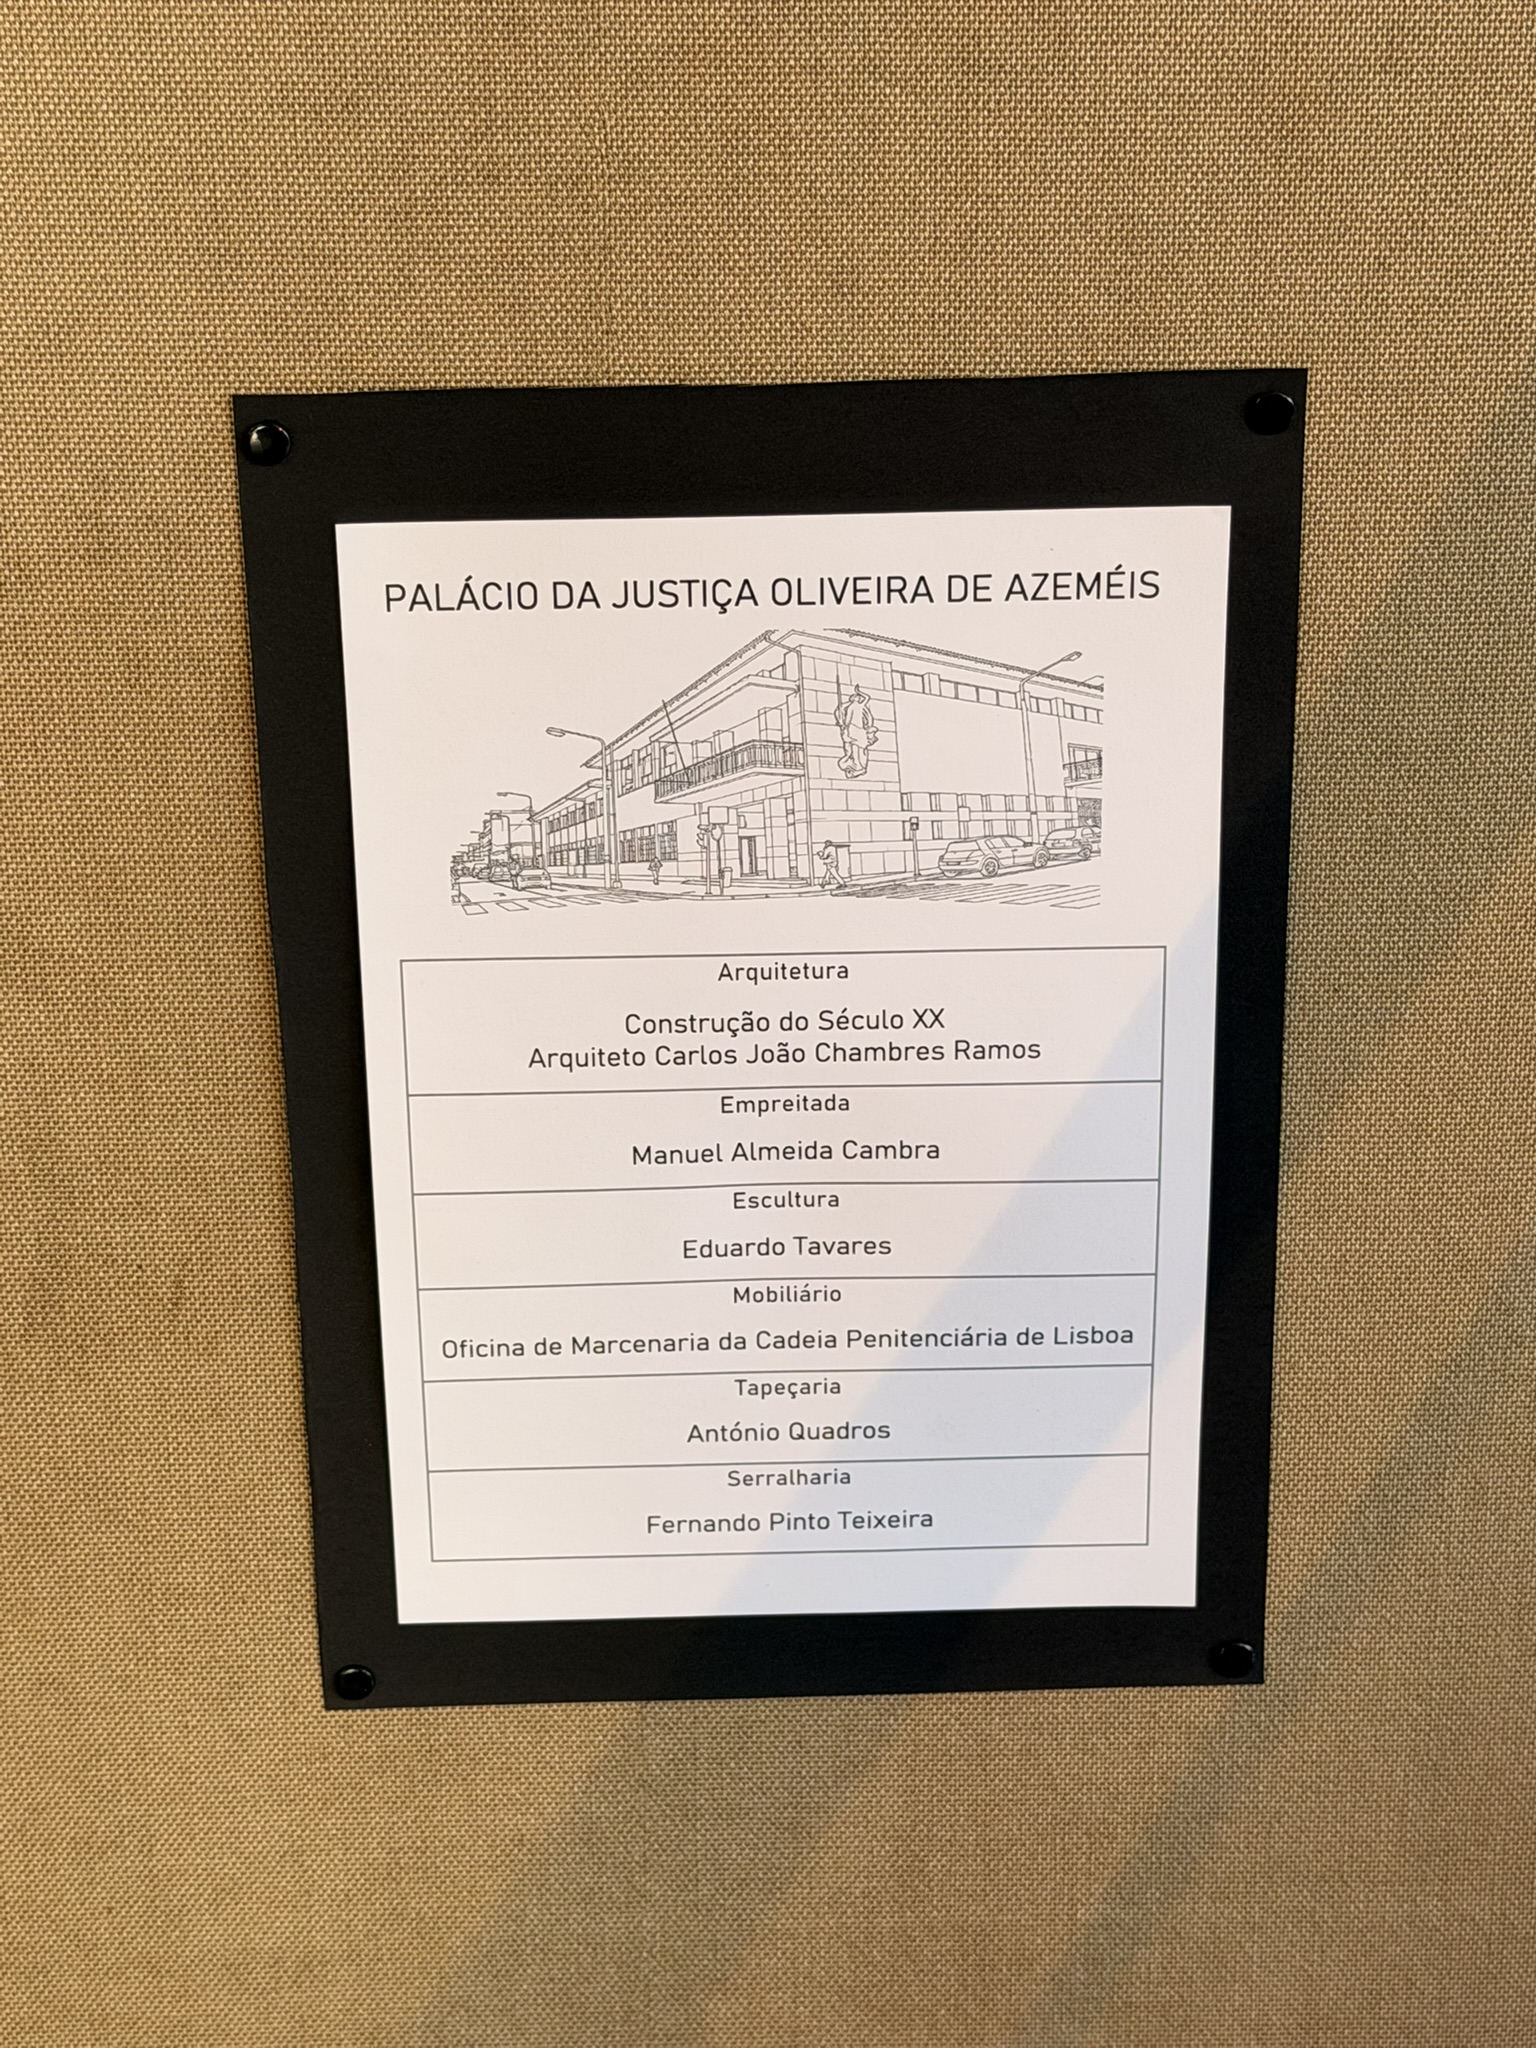 PALÁCIO DA JUSTIÇA OLIVEIRA DE AZEMÉIS
Arquitetura
Construção do Século XX
Arquiteto Carlos João Chambres Ramos
Empreitada
Manuel Almeida Cambra
Escultura
Eduardo Tavares
Mobiliário
Oficina de Marcenaria da Cadeia Penitenciária de Lisboa
Tapeçaria
António Quadros
Serralharia
Fernando Pinto Teixeira